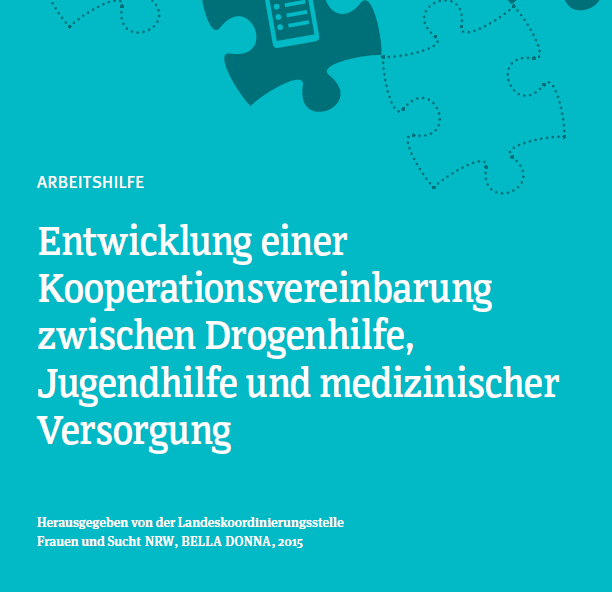 ARBEITSHILFE
Entwicklung einer
Kooperationsvereinbarung
zwischen Drogenhilfe,
Jugendhilfe und medizinischer
Versorgung
Herausgegeben von der Landeskoordinierungsstelle
Frauen und Sucht NRW, BELLA DONNA, 2015